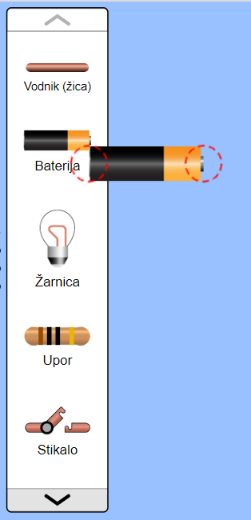 Vodnik (žica)
Baterija
Žarnica
Upor
Stikalo